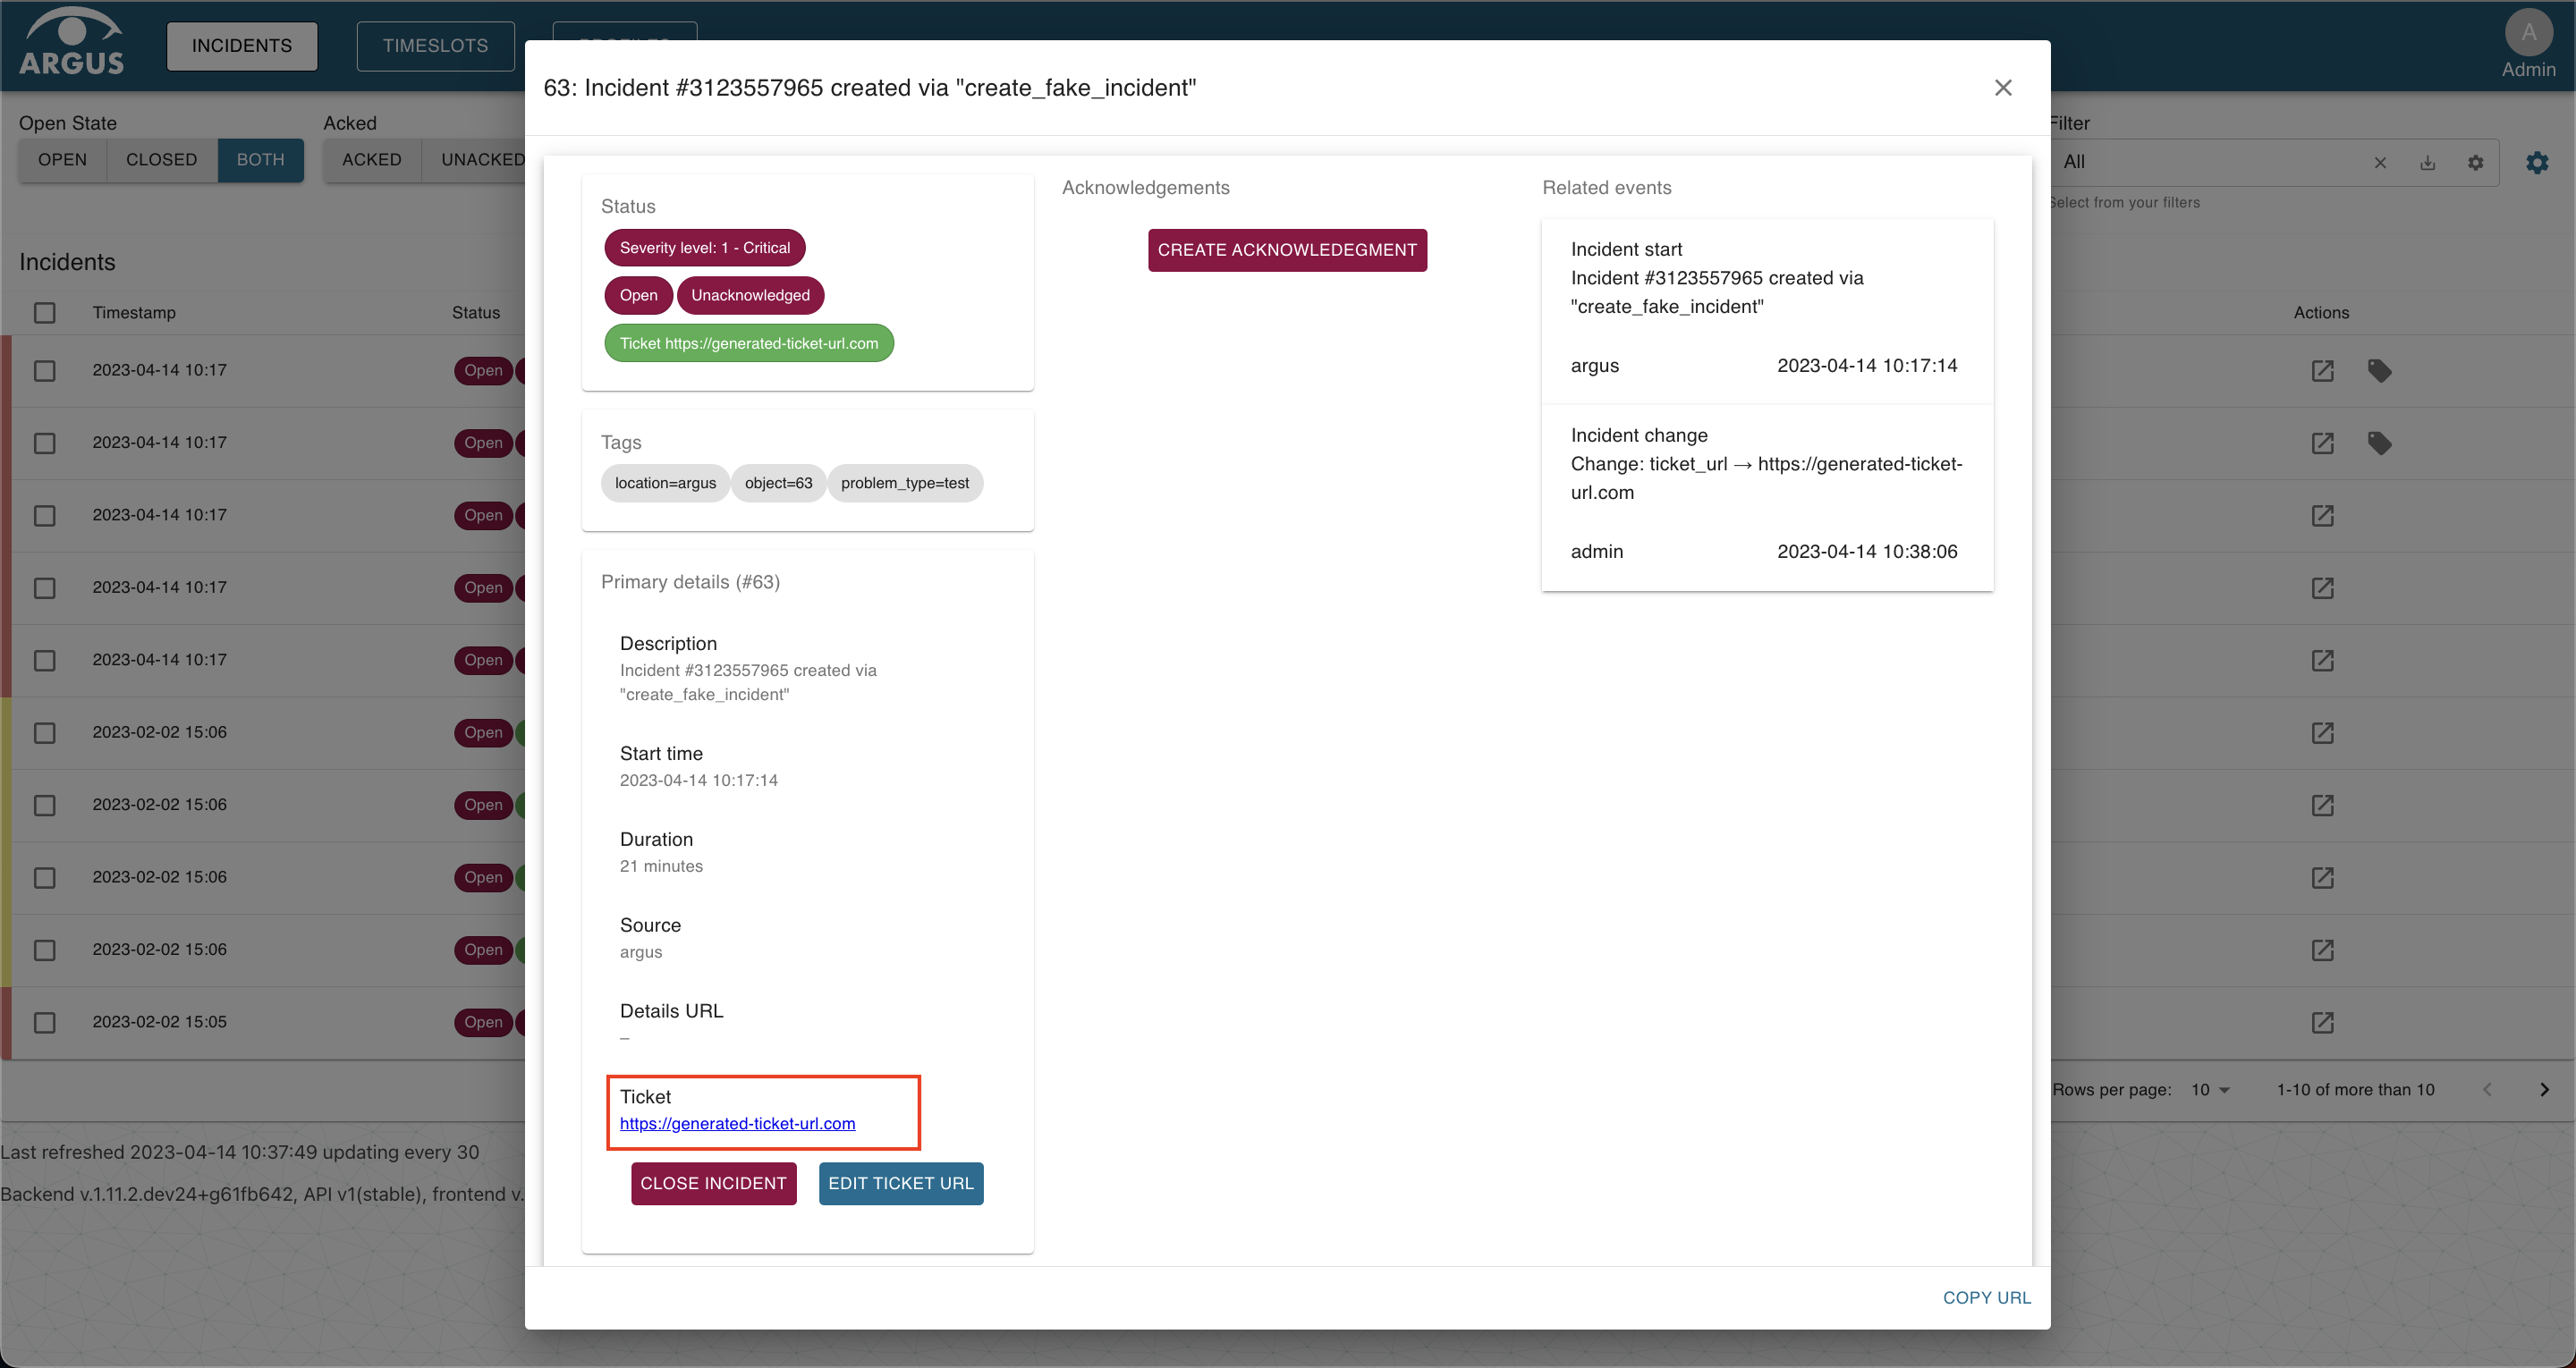 ARGUS
INCIDENTS
TIMESLOTS
A
Admin
Open State
Acked
OPEN
CLOSED
BOTH
ACKED
UNACKED
Filter
All
Select from your filters
Incidents
Timestamp
Status
Actions
2023-04-14 10:17
Open
2023-04-14 10:17
Open
2023-04-14 10:17
Open
2023-04-14 10:17
Open
2023-04-14 10:17
Open
2023-02-02 15:06
Open
2023-02-02 15:06
Open
2023-02-02 15:06
Open
2023-02-02 15:06
Open
2023-02-02 15:05
Open
Rows per page: 10
1-10 of more than 10
Last refreshed 2023-04-14 10:37:49 updating every 30
Backend v.1.11.2.dev24+g61fb642, API v1(stable), frontend v.
63: Incident #3123557965 created via "create_fake_incident"
Status
Severity level: 1 - Critical
Open
Unacknowledged
Ticket https://generated-ticket-url.com
Tags
location=argus
object=63
problem_type=test
Primary details (#63)
Description
Incident #3123557965 created via
"create_fake_incident"
Start time
2023-04-14 10:17:14
Duration
21 minutes
Source
argus
Details URL
–
Ticket
https://generated-ticket-url.com
CLOSE INCIDENT
EDIT TICKET URL
Acknowledgements
CREATE ACKNOWLEDEGMENT
Related events
Incident start
Incident #3123557965 created via
"create_fake_incident"
argus
2023-04-14 10:17:14
Incident change
Change: ticket_url → https://generated-ticket-
url.com
admin
2023-04-14 10:38:06
COPY URL